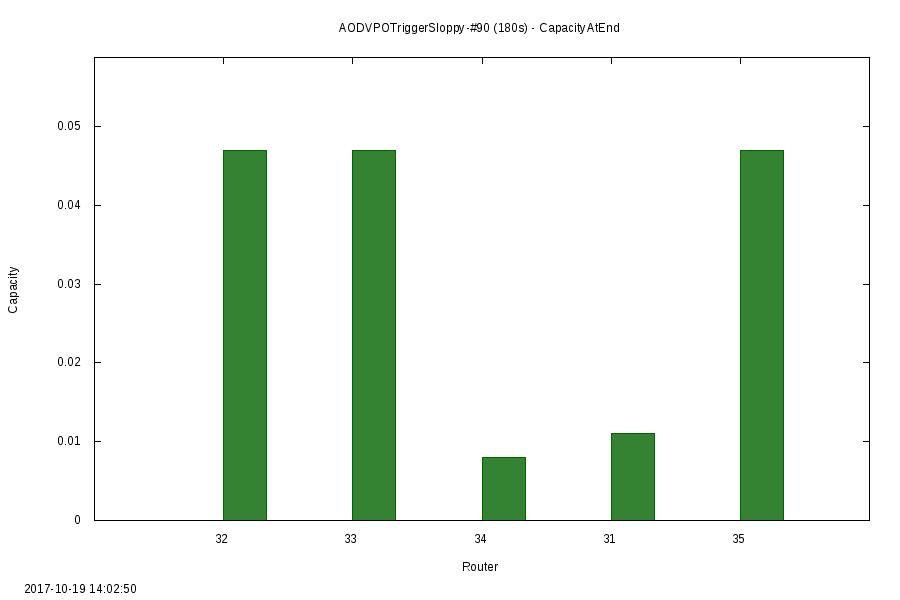 AODVPOTriggerSloppy-#90 (180s) - CapacityAtEnd
0.05
0.04
0.03
0.02
0.01
0
Capacity
32 33 34 31 35
Router
2017-10-19 14:02:50